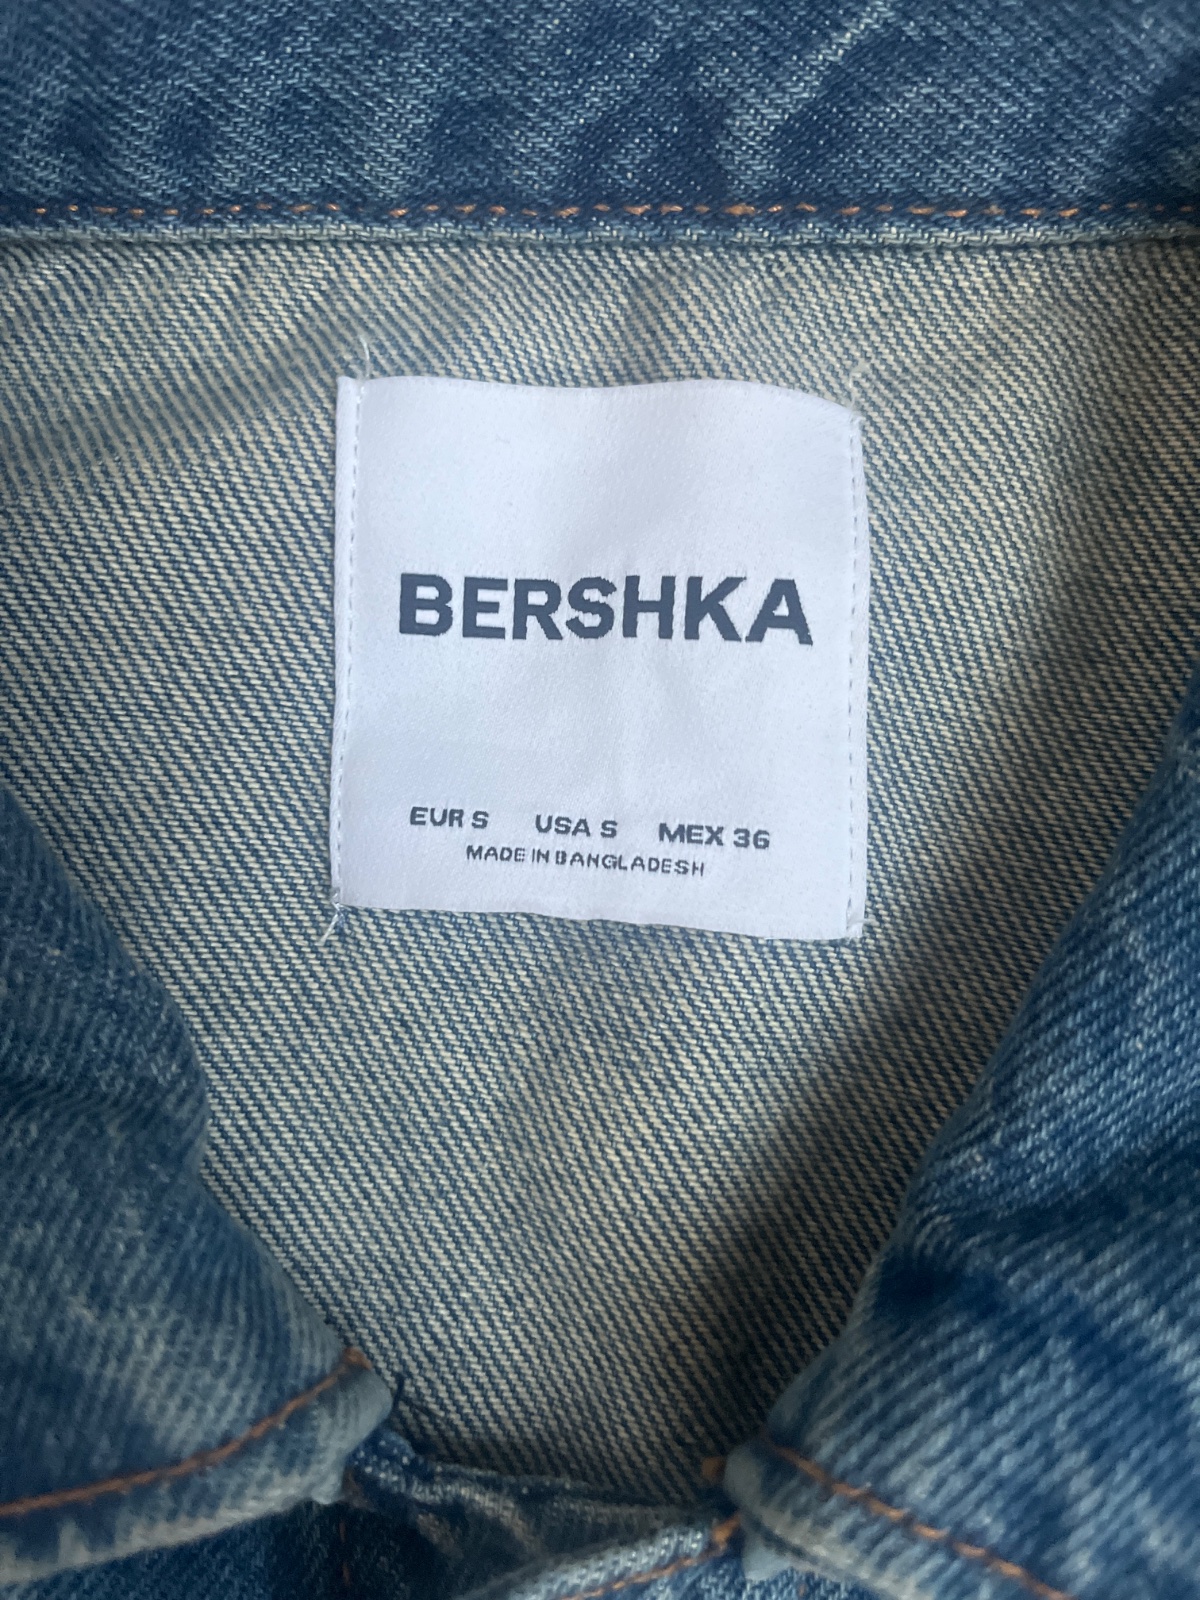 BERSHKA
EUR S USA S MEX 36
MADE IN BANGLADESH